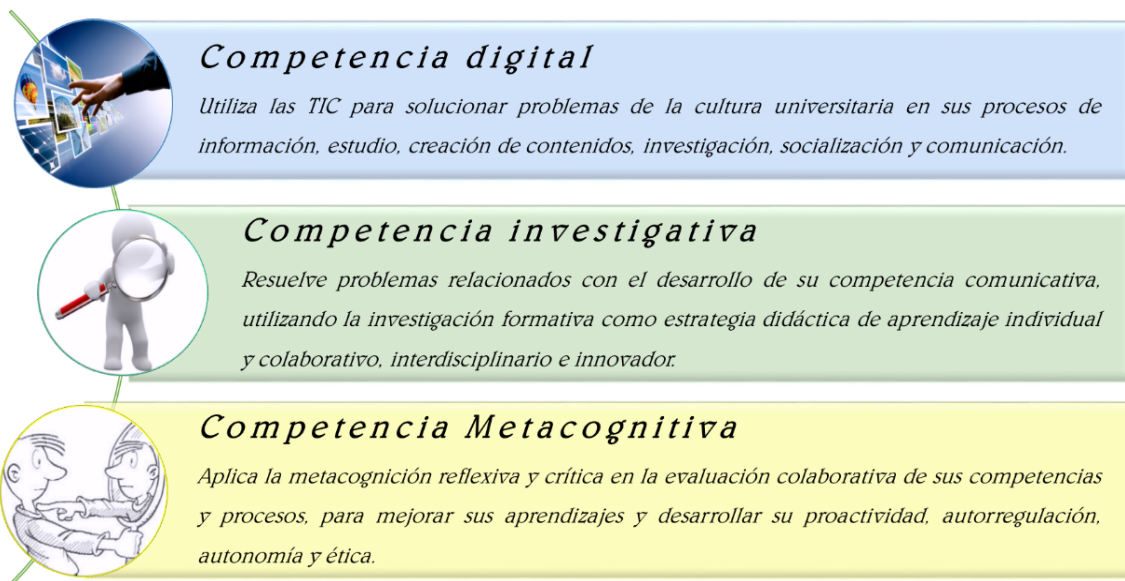 Competencia digital
Utiliza las TIC para solucionar problemas de la cultura universitaria en sus procesos de
información, estudio, creación de contenidos, investigación, socialización y comunicación.
Competencia investigativa
Resuelve problemas relacionados con el desarrollo de su competencia comunicativa,
utilizando la investigación formativa como estrategia didáctica de aprendizaje individual
y colaborativo, interdisciplinario e innovador.
Competencia Metacognitiva
Aplica la metacognición reflexiva y crítica en la evaluación colaborativa de sus competencias
y procesos, para mejorar sus aprendizajes y desarrollar su proactividad, autorregulación,
autonomía y ética.